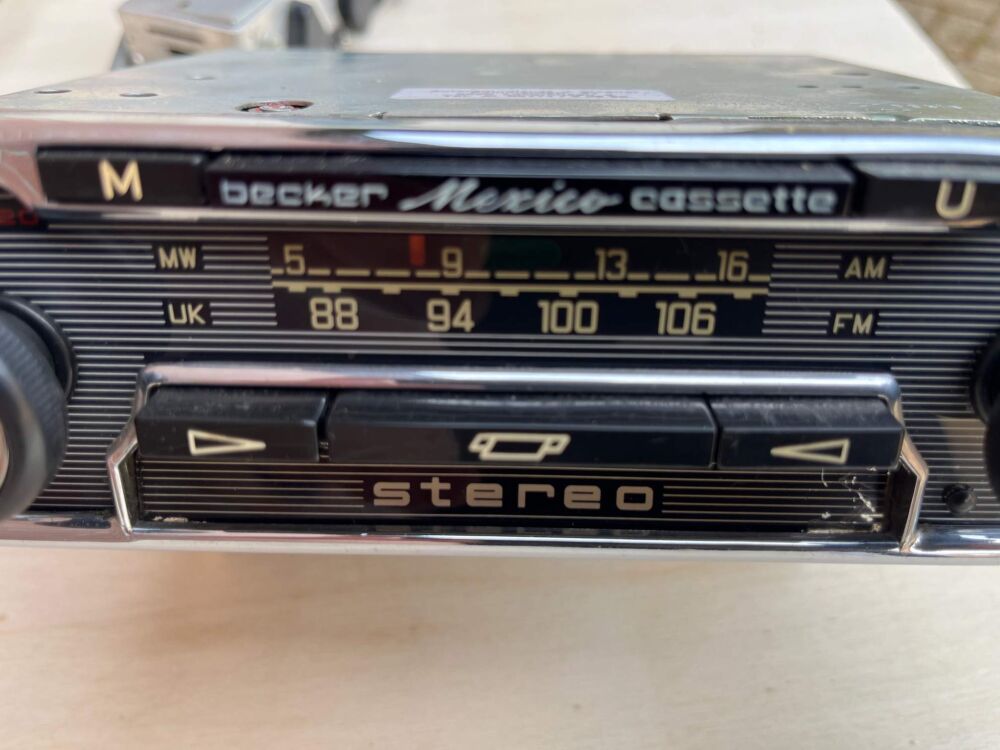 M becker Mexico cassette U
MW 5 9 13 16 AM
UK 88 94 100 106 FM
stereo